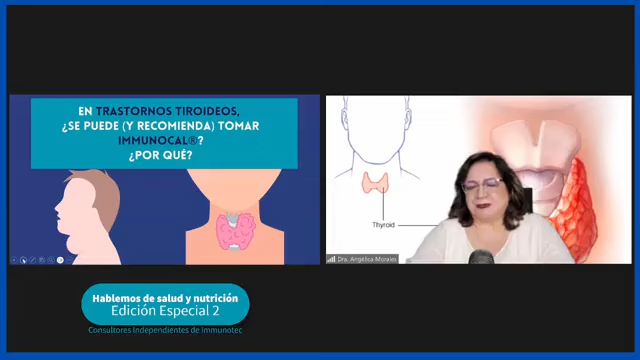 EN TRASTORNOS TIROIDEOS,
¿SE PUEDE (Y RECOMIENDA) TOMAR
IMMUNOCAL®?
¿POR QUÉ?
Thyroid
Dra. Angélica Morales
Hablemos de salud y nutrición
Edición Especial 2
Consultores Independientes de Immunotec